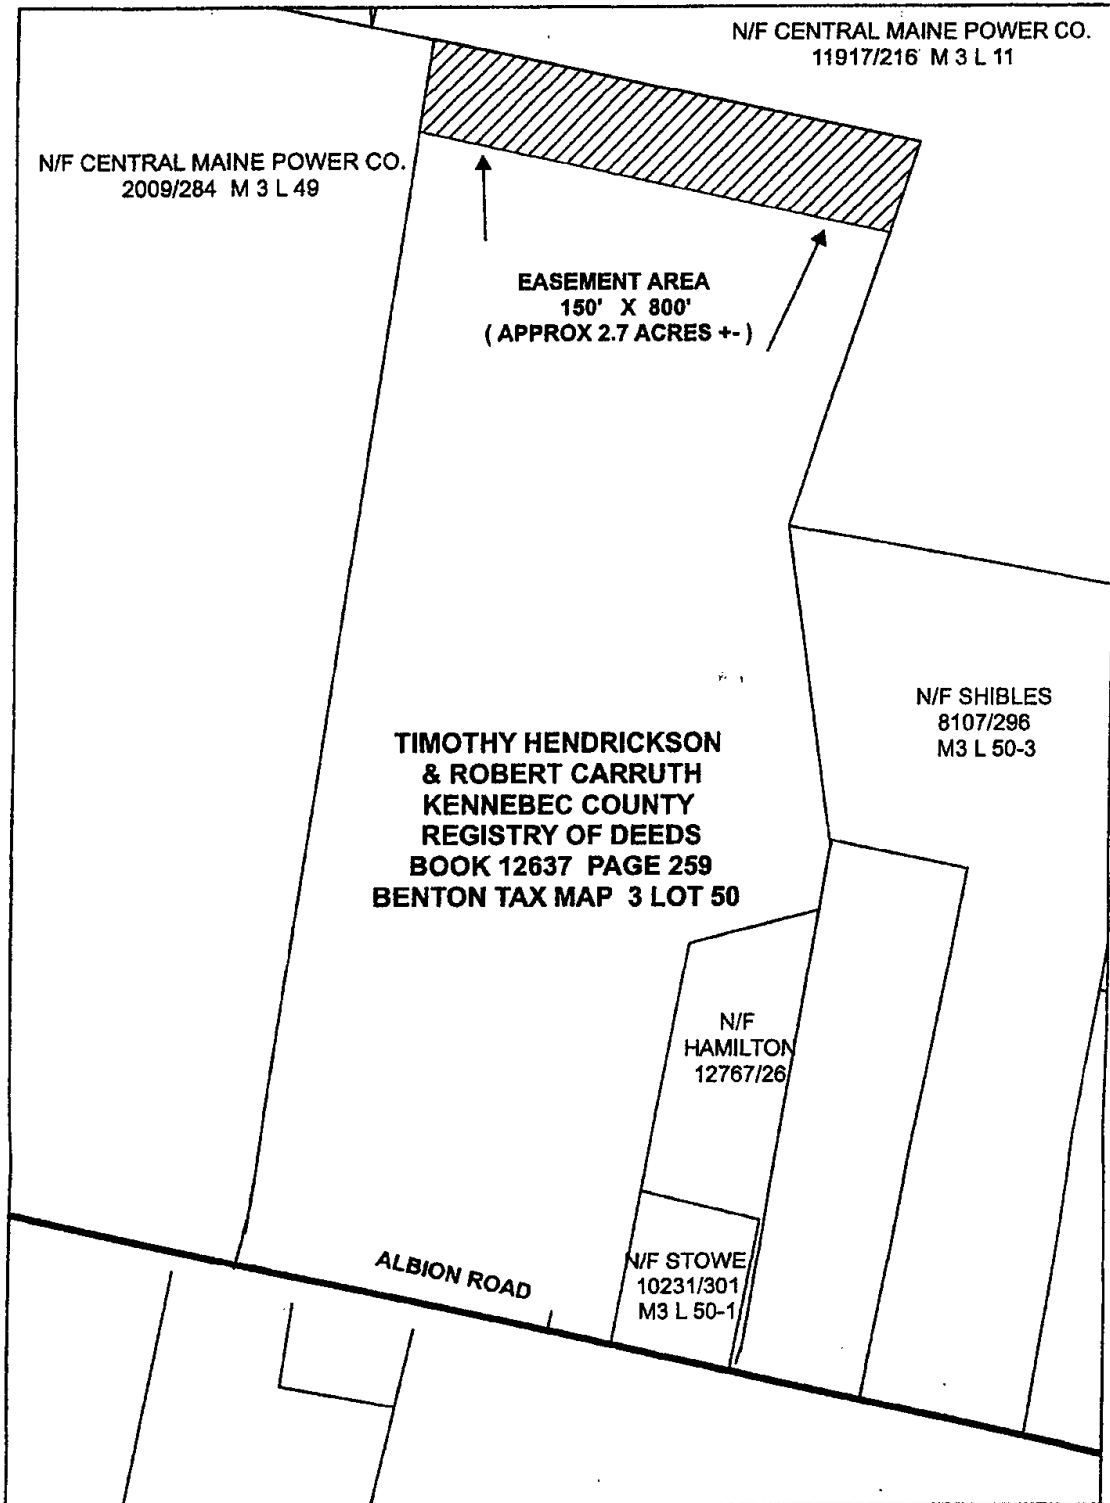 N/F CENTRAL MAINE POWER CO.
11917/216 M 3 L 11
N/F CENTRAL MAINE POWER CO.
2009/284 M 3 L 49
EASEMENT AREA
150' X 800'
( APPROX 2.7 ACRES +- )
N/F SHIBLES
8107/296
M3 L 50-3
TIMOTHY HENDRICKSON
& ROBERT CARRUTH
KENNEBEC COUNTY
REGISTRY OF DEEDS
BOOK 12637 PAGE 259
BENTON TAX MAP 3 LOT 50
N/F
HAMILTON
12767/26
N/F STOWE
10231/301
M3 L 50-1
ALBION ROAD